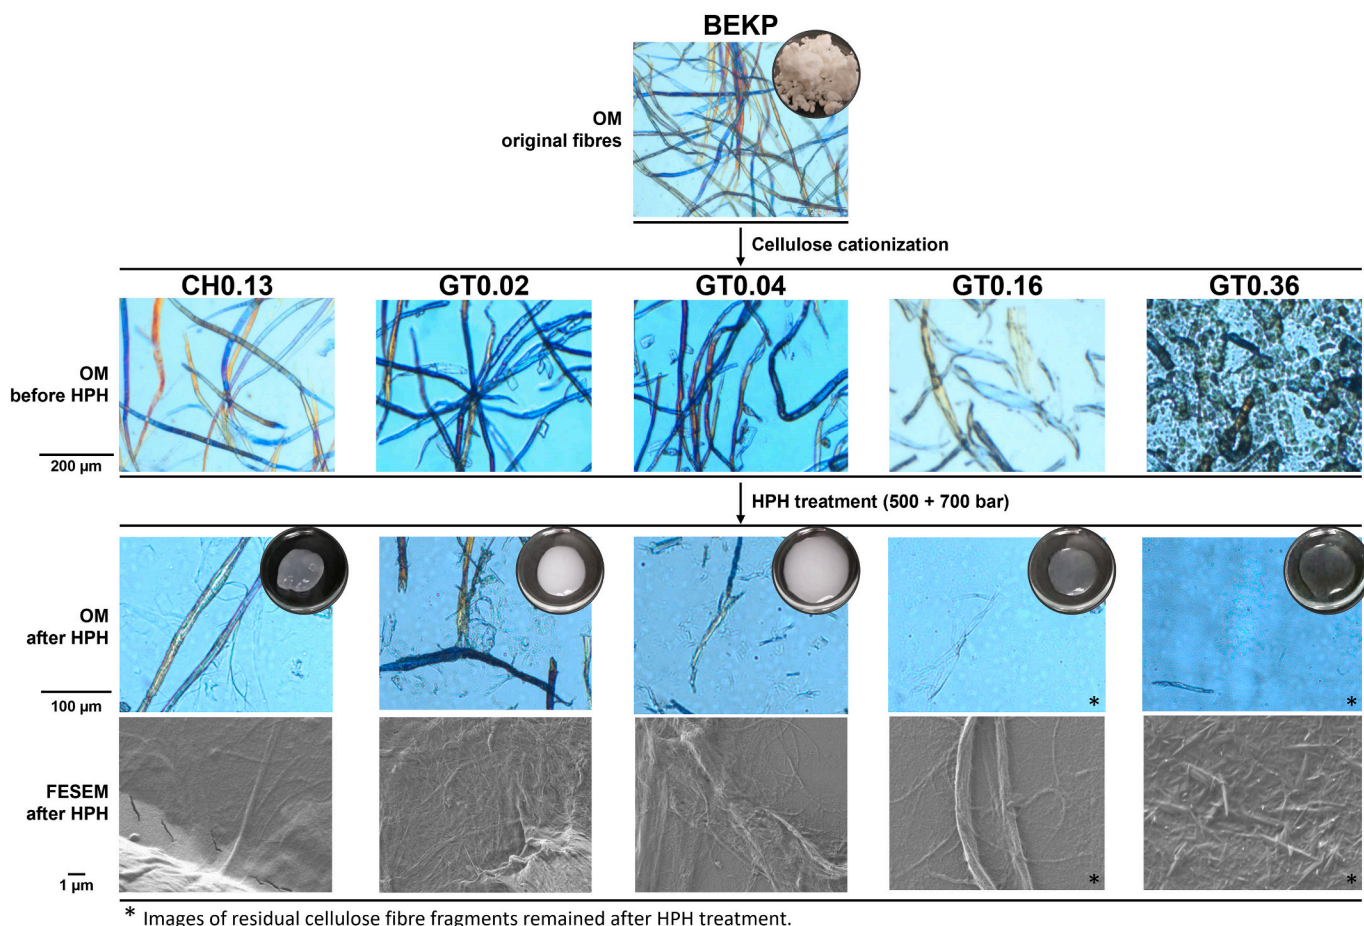 BEKP
OM
original fibres
Cellulose cationization
CH0.13
GT0.02
GT0.04
GT0.16
GT0.36
OM
before HPH
200 µm
HPH treatment (500 + 700 bar)
OM
after HPH
100 µm
*
*
FESEM
after HPH
1 µm
*
*
* Images of residual cellulose fibre fragments remained after HPH treatment.